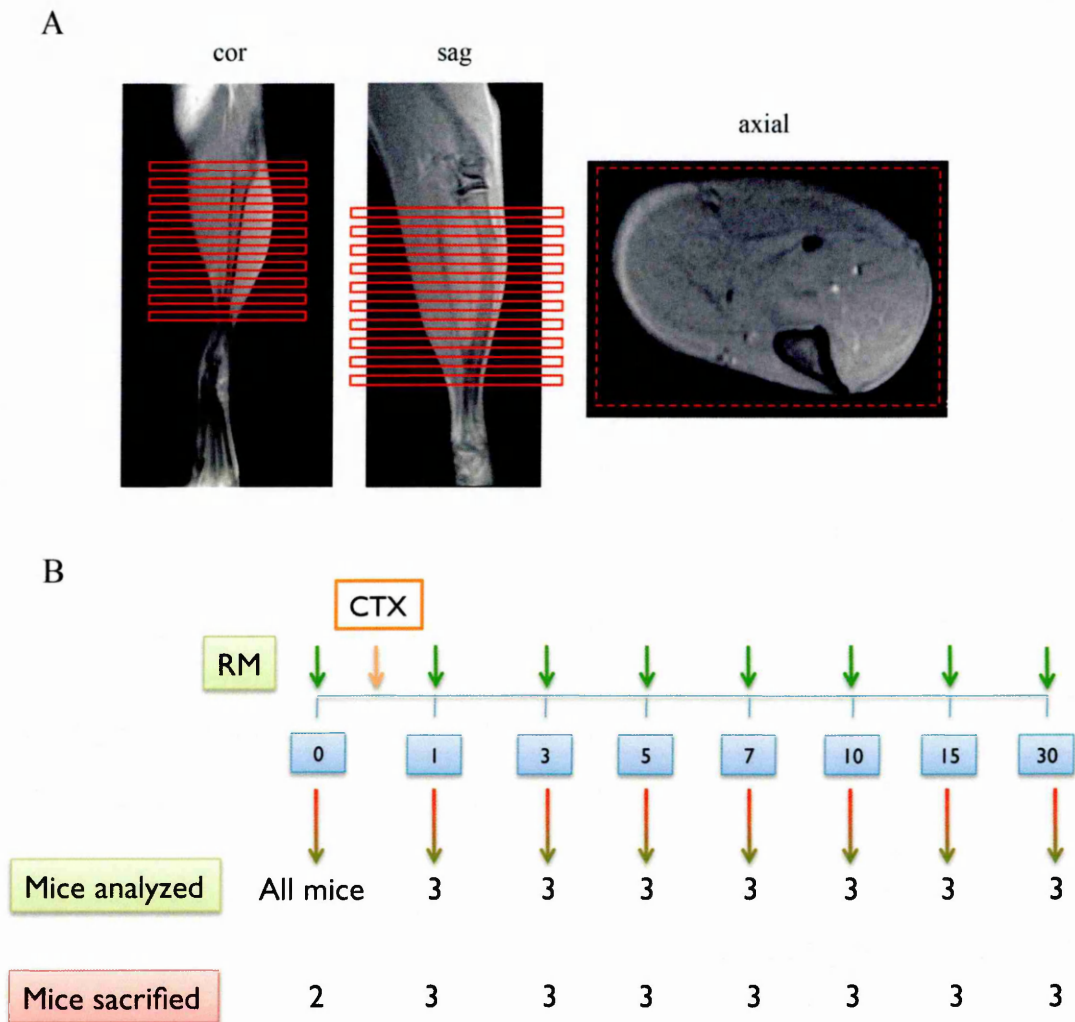 A
cor
sag
axial
B
CTX
RM
0 1 3 5 7 10 15 30
Mice analyzed All mice 3 3 3 3 3 3 3
Mice sacrified 2 3 3 3 3 3 3 3